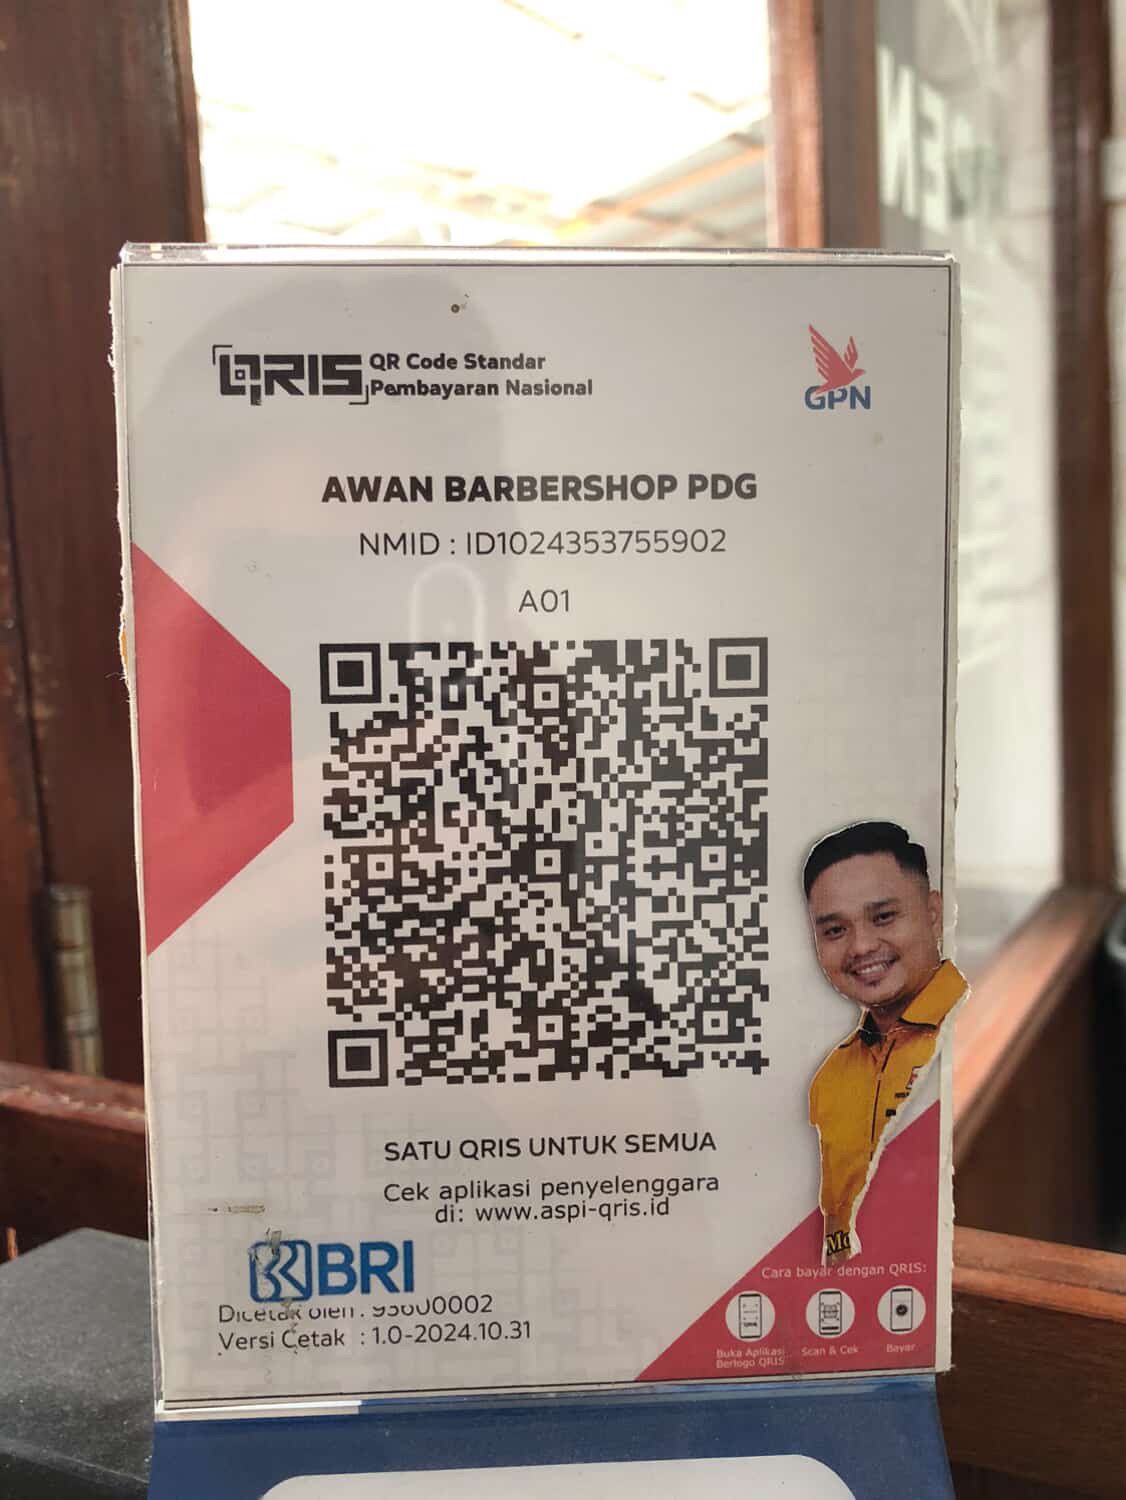 QRIS QR Code Standar
Pembayaran Nasional
GPN
AWAN BARBERSHOP PDG
NMID : ID1024353755902
A01
SATU QRIS UNTUK SEMUA
Cek aplikasi penyelenggara
di: www.aspi-qris.id
BRI
Dicetak oleh : 93600002
Versi Cetak : 1.0-2024.10.31
Cara bayar dengan QRIS:
Buka Aplikasi
Berlogo QRIS
Scan & Cek
Bayar